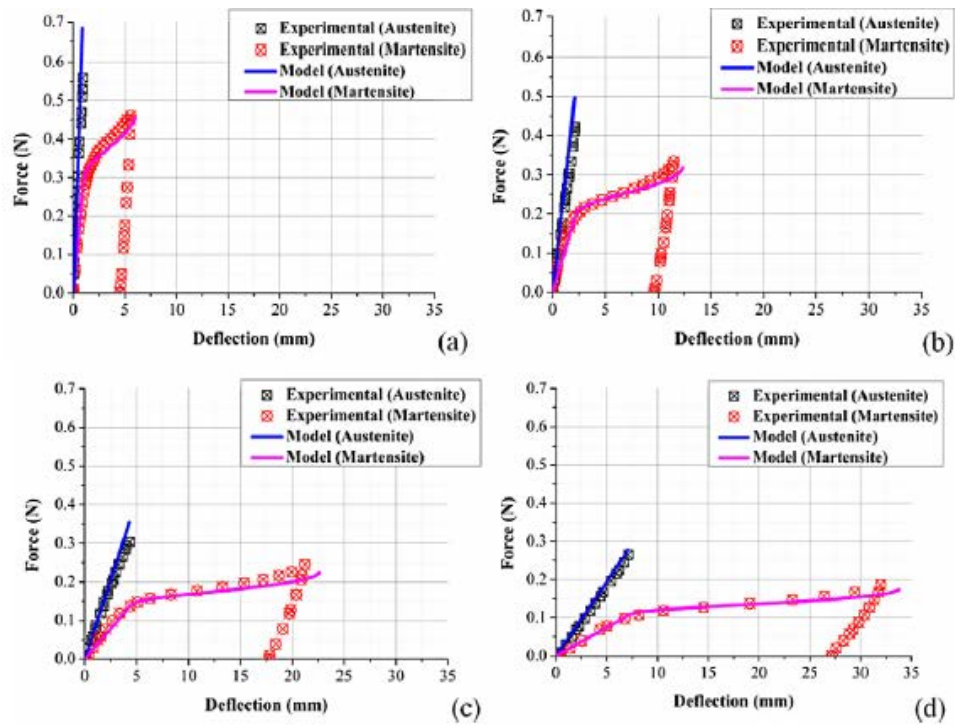 0.7
0.6
0.5
0.4
0.3
0.2
0.1
0.0
Force (N)
Experimental (Austenite)
Experimental (Martensite)
Model (Austenite)
Model (Martensite)
0 5 10 15 20 25 30 35
Deflection (mm)
(a)
0.7
0.6
0.5
0.4
0.3
0.2
0.1
0.0
Force (N)
Experimental (Austenite)
Experimental (Martensite)
Model (Austenite)
Model (Martensite)
0 5 10 15 20 25 30 35
Deflection (mm)
(b)
0.7
0.6
0.5
0.4
0.3
0.2
0.1
0.0
Force (N)
Experimental (Austenite)
Experimental (Martensite)
Model (Austenite)
Model (Martensite)
0 5 10 15 20 25 30 35
Deflection (mm)
(c)
0.7
0.6
0.5
0.4
0.3
0.2
0.1
0.0
Force (N)
Experimental (Austenite)
Experimental (Martensite)
Model (Austenite)
Model (Martensite)
0 5 10 15 20 25 30 35
Deflection (mm)
(d)